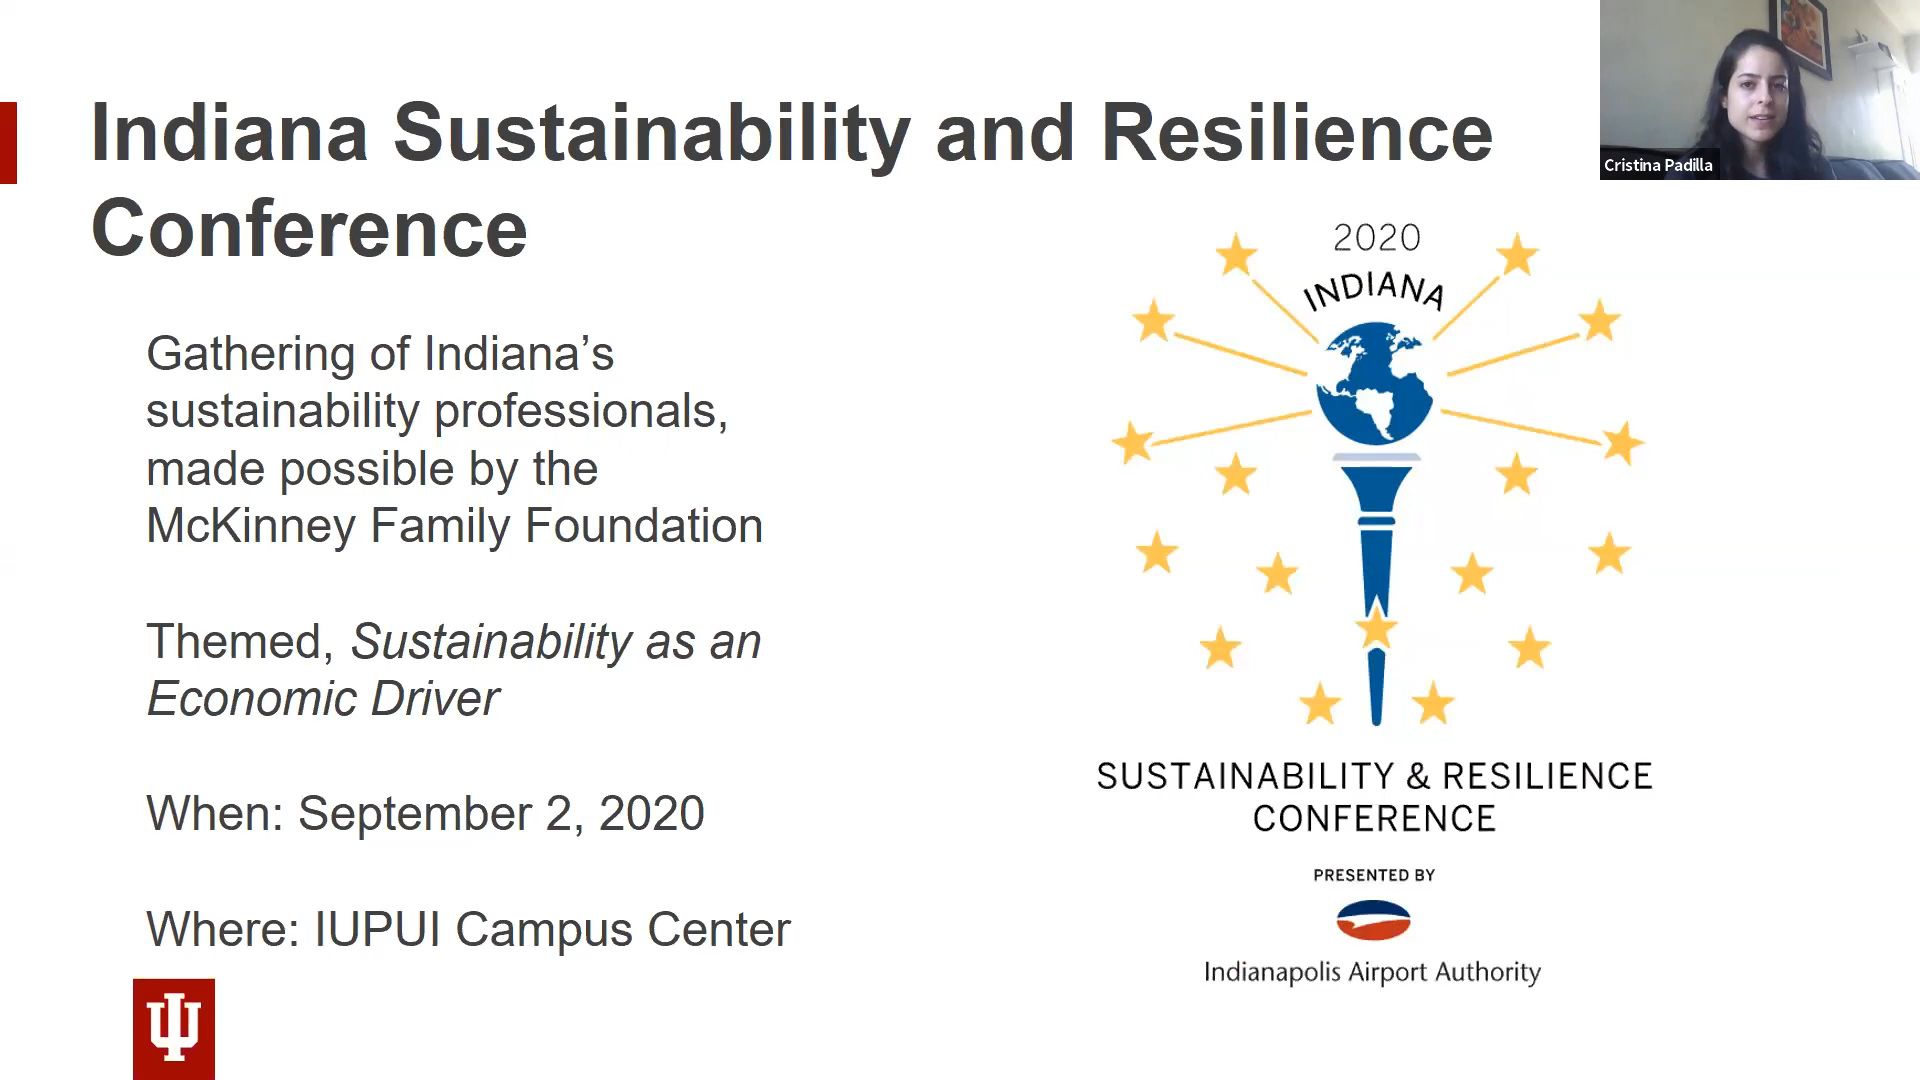 Indiana Sustainability and Resilience
Conference
Gathering of Indiana’s
sustainability professionals,
made possible by the
McKinney Family Foundation
Themed, Sustainability as an
Economic Driver
When: September 2, 2020
Where: IUPUI Campus Center
Cristina Padilla
2020
INDIANA
SUSTAINABILITY & RESILIENCE
CONFERENCE
PRESENTED BY
Indianapolis Airport Authority